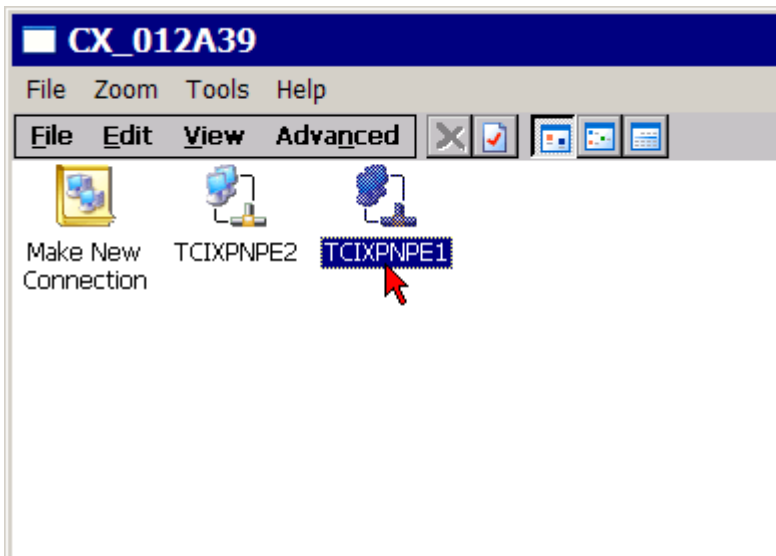 CX_012A39
File Zoom Tools Help
File Edit View Advanced
Make New
Connection
TCIXPNPE2
TCIXPNPE1